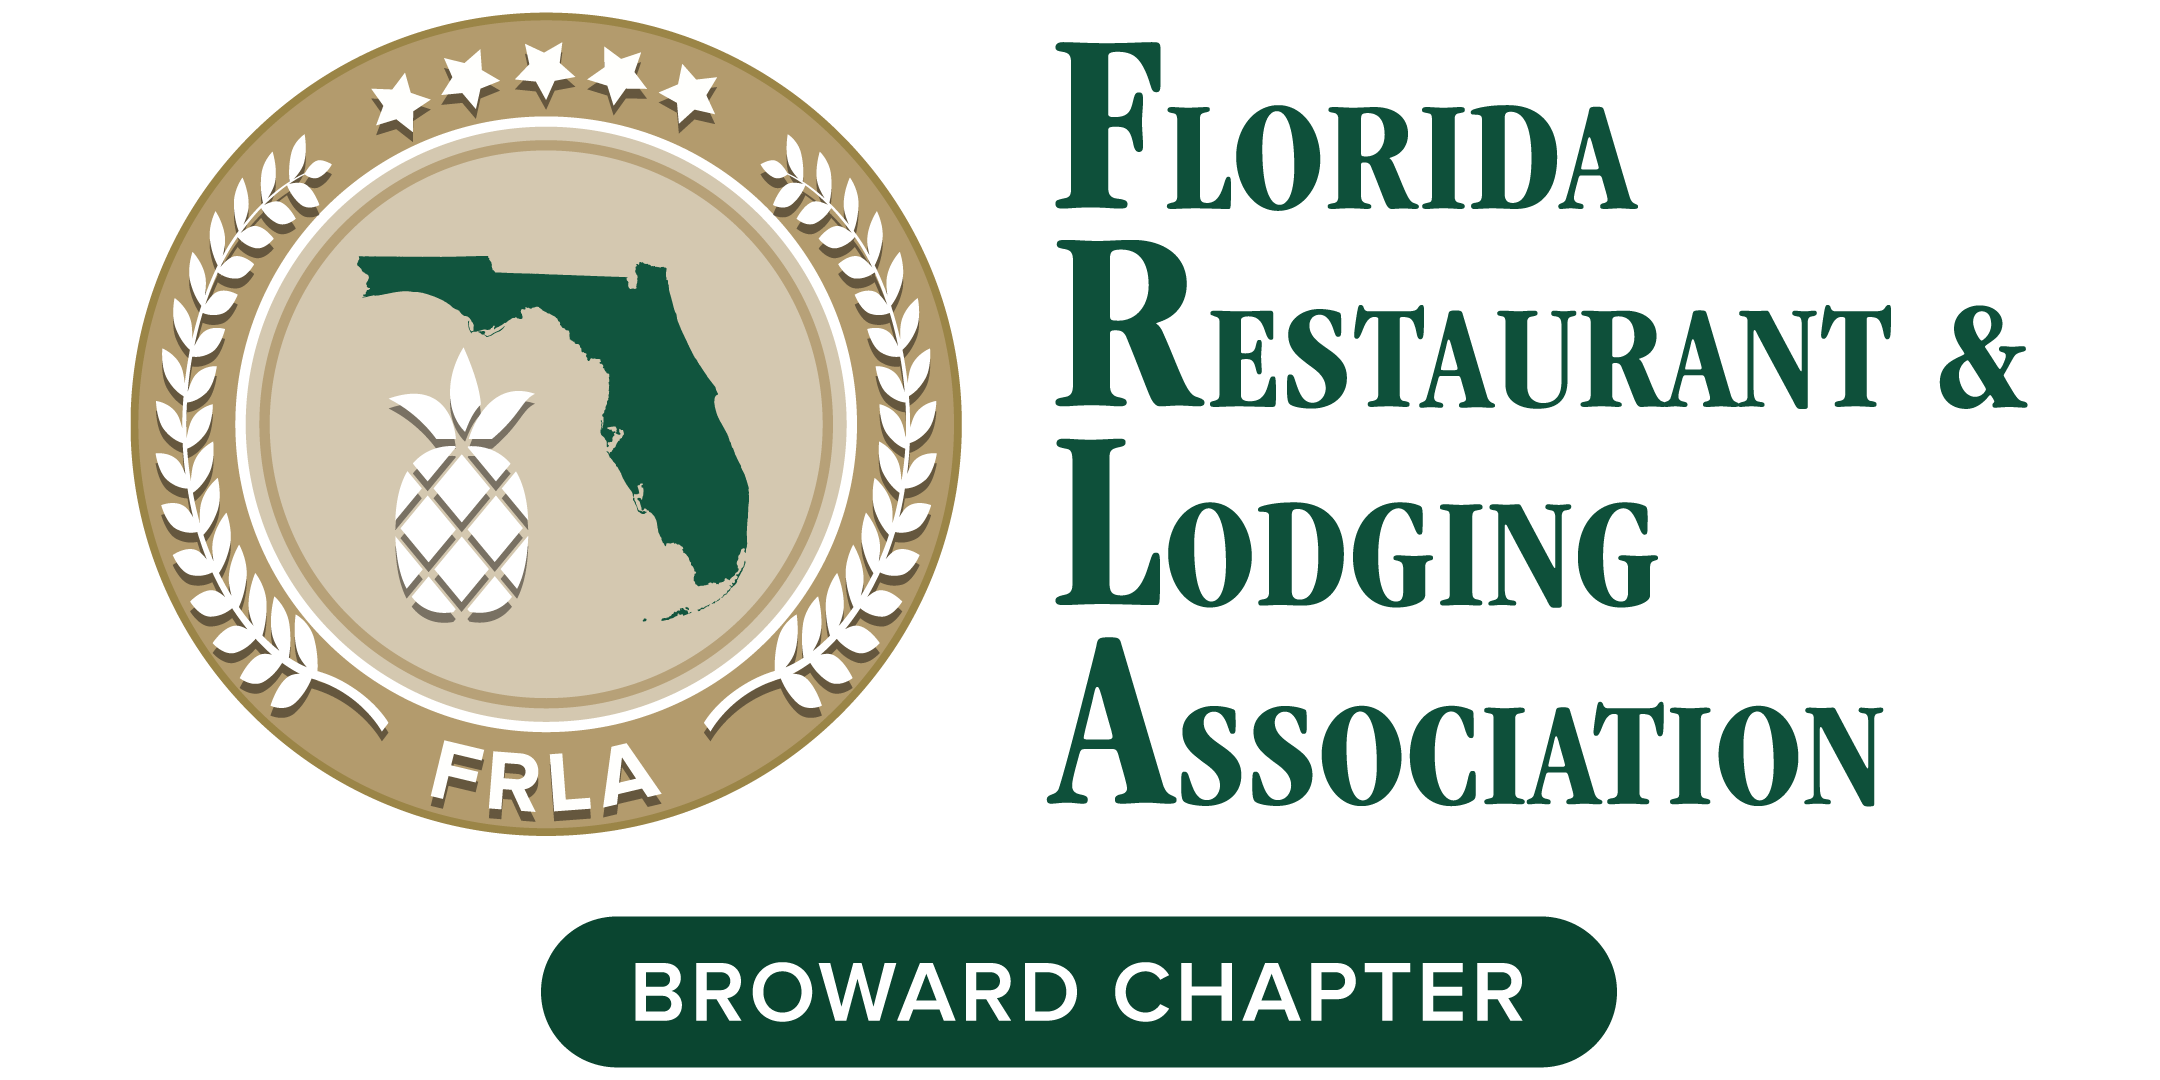 FRLA
FLORIDA
RESTAURANT &
LODGING
ASSOCIATION
BROWARD CHAPTER